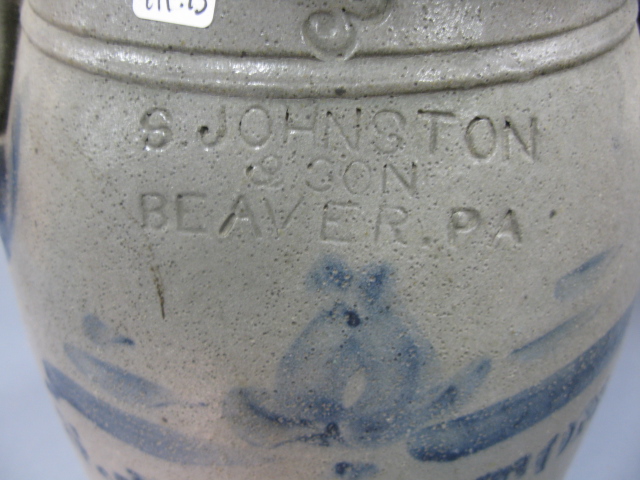 S. JOHNSTON
& SON
BEAVER, PA